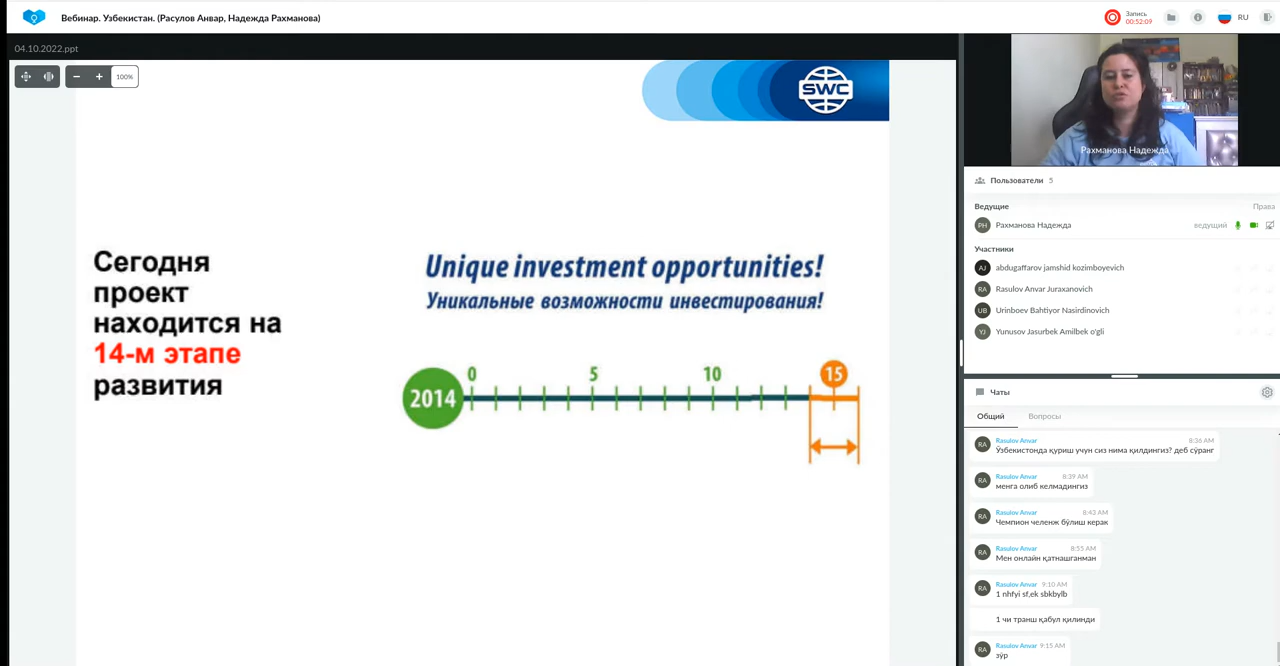 Вебинар. Узбекистан. (Расулов Анвар, Надежда Рахманова)
Запись
00:52:09
RU
04.10.2022.ppt
100%
SWC
Сегодня
проект
находится на
14-м этапе
развития
Unique investment opportunities!
Уникальные возможности инвестирования!
2014
0
5
10
15
Рахманова Надежда
Пользователи 5
Ведущие Права
РН Рахманова Надежда ведущий
Участники
AJ abdugaffarov jamshid kozimboyevich
RA Rasulov Anvar Juraxanovich
UB Urinboev Bahtiyor Nasirdinovich
YJ Yunusov Jasurbek Amilbek o'gli
Чаты
Общий Вопросы
RA Rasulov Anvar 8:36 AM
Ўзбекистонда қуриш учун сиз нима қилдингиз? деб сўранг
RA Rasulov Anvar 8:39 AM
менга олиб келмадингиз
RA Rasulov Anvar 8:43 AM
Чемпион челенж бўлиш керак
RA Rasulov Anvar 8:55 AM
Мен онлайн қатнашганман
RA Rasulov Anvar 9:10 AM
1 nhfyi sf,ek sbkbylb
1 чи транш қабул қилинди
RA Rasulov Anvar 9:15 AM
зўр